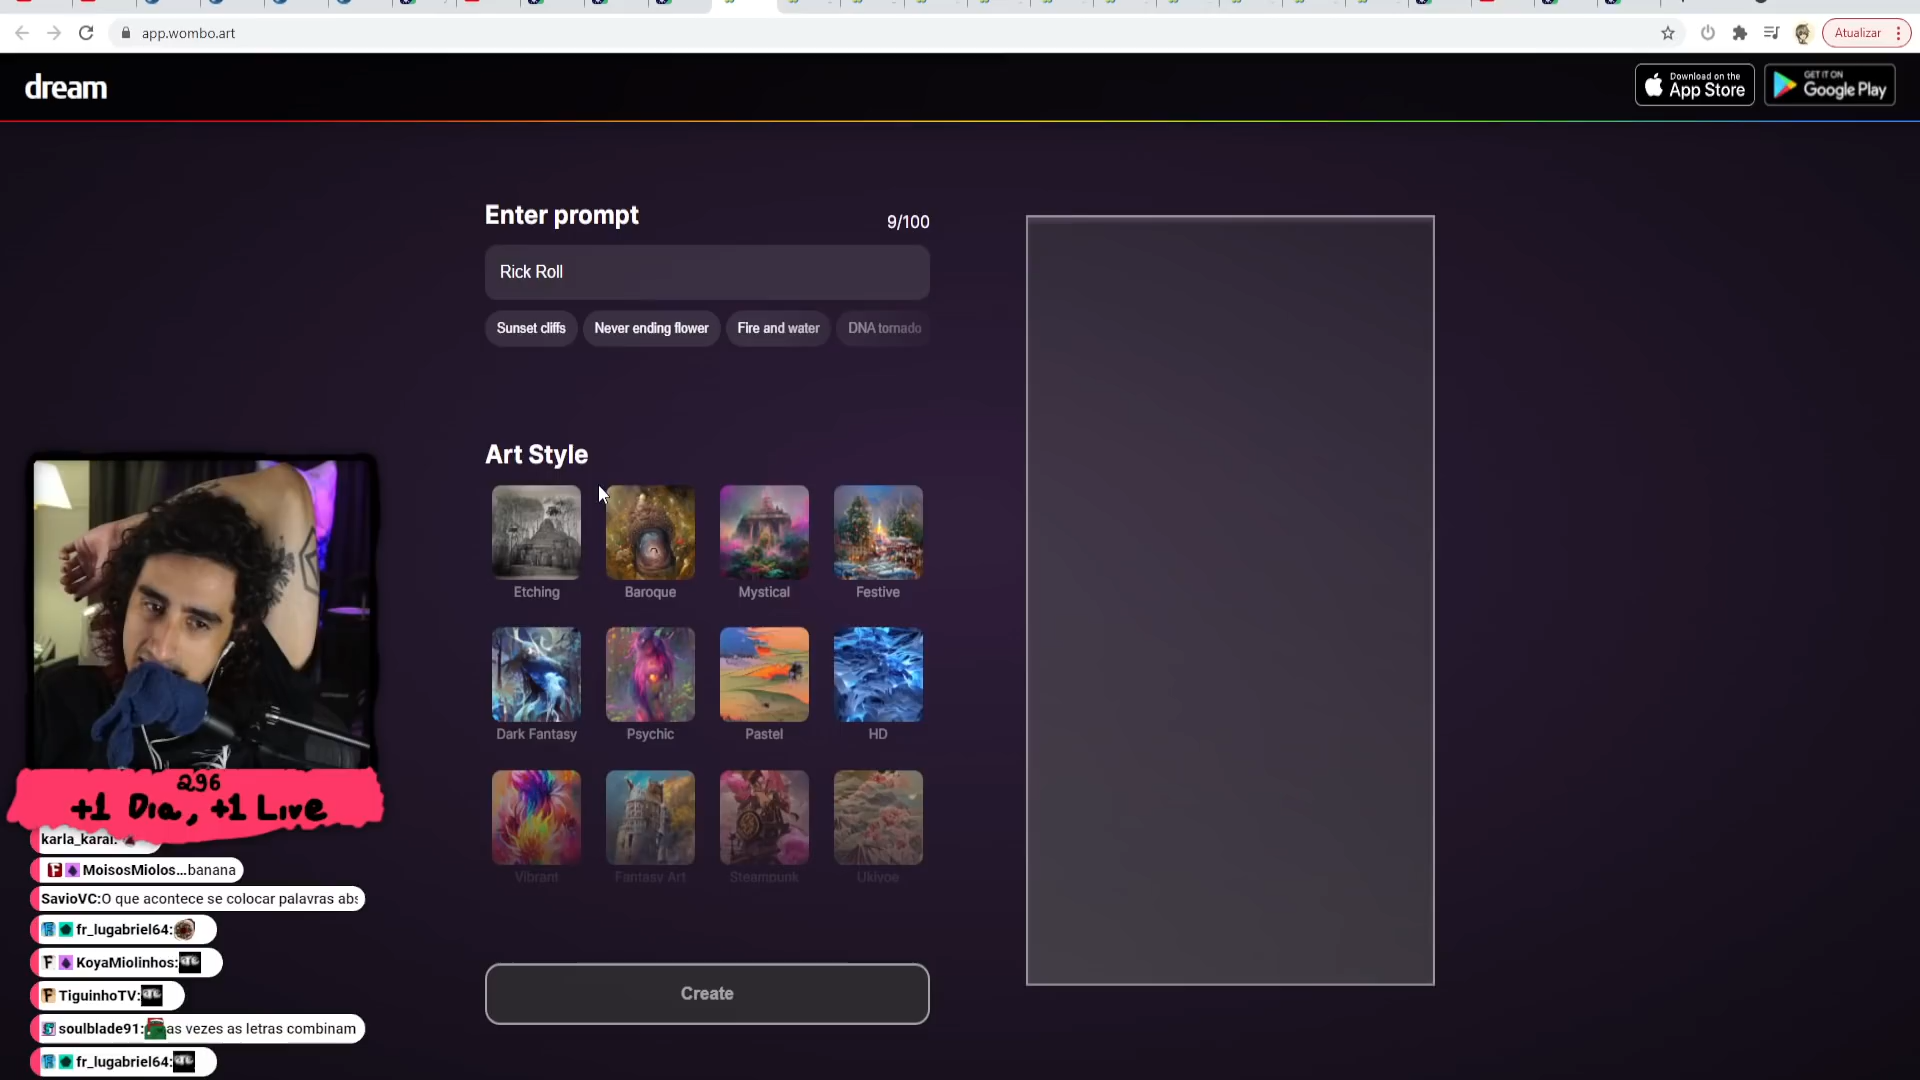 app.wombo.art
Atualizar
dream
Download on the
App Store
GET IT ON
Google Play
Enter prompt
9/100
Rick Roll
Sunset cliffs
Never ending flower
Fire and water
DNA tornado
Art Style
Etching
Baroque
Mystical
Festive
Dark Fantasy
Psychic
Pastel
HD
Vibrant
Fantasy Art
Steampunk
Ukiyoe
Create
296
+1 Dia, +1 Live
karla_karal:
MoisosMiolos...banana
SavioVC:O que acontece se colocar palavras abs
fr_lugabriel64:
KoyaMiolinhos:
TiguinhoTV:
soulblade91: as vezes as letras combinam
fr_lugabriel64: